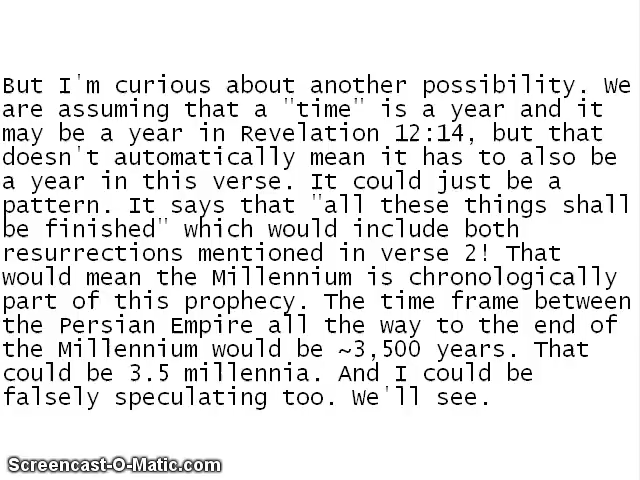 But I'm curious about another possibility. We
are assuming that a "time" is a year and it
may be a year in Revelation 12:14, but that
doesn't automatically mean it has to also be
a year in this verse. It could just be a
pattern. It says that "all these things shall
be finished" which would include both
resurrections mentioned in verse 2! That
would mean the Millennium is chronologically
part of this prophecy. The time frame between
the Persian Empire all the way to the end of
the Millennium would be ~3,500 years. That
could be 3.5 millennia. And I could be
falsely speculating too. We'll see.
Screencast-O-Matic.com